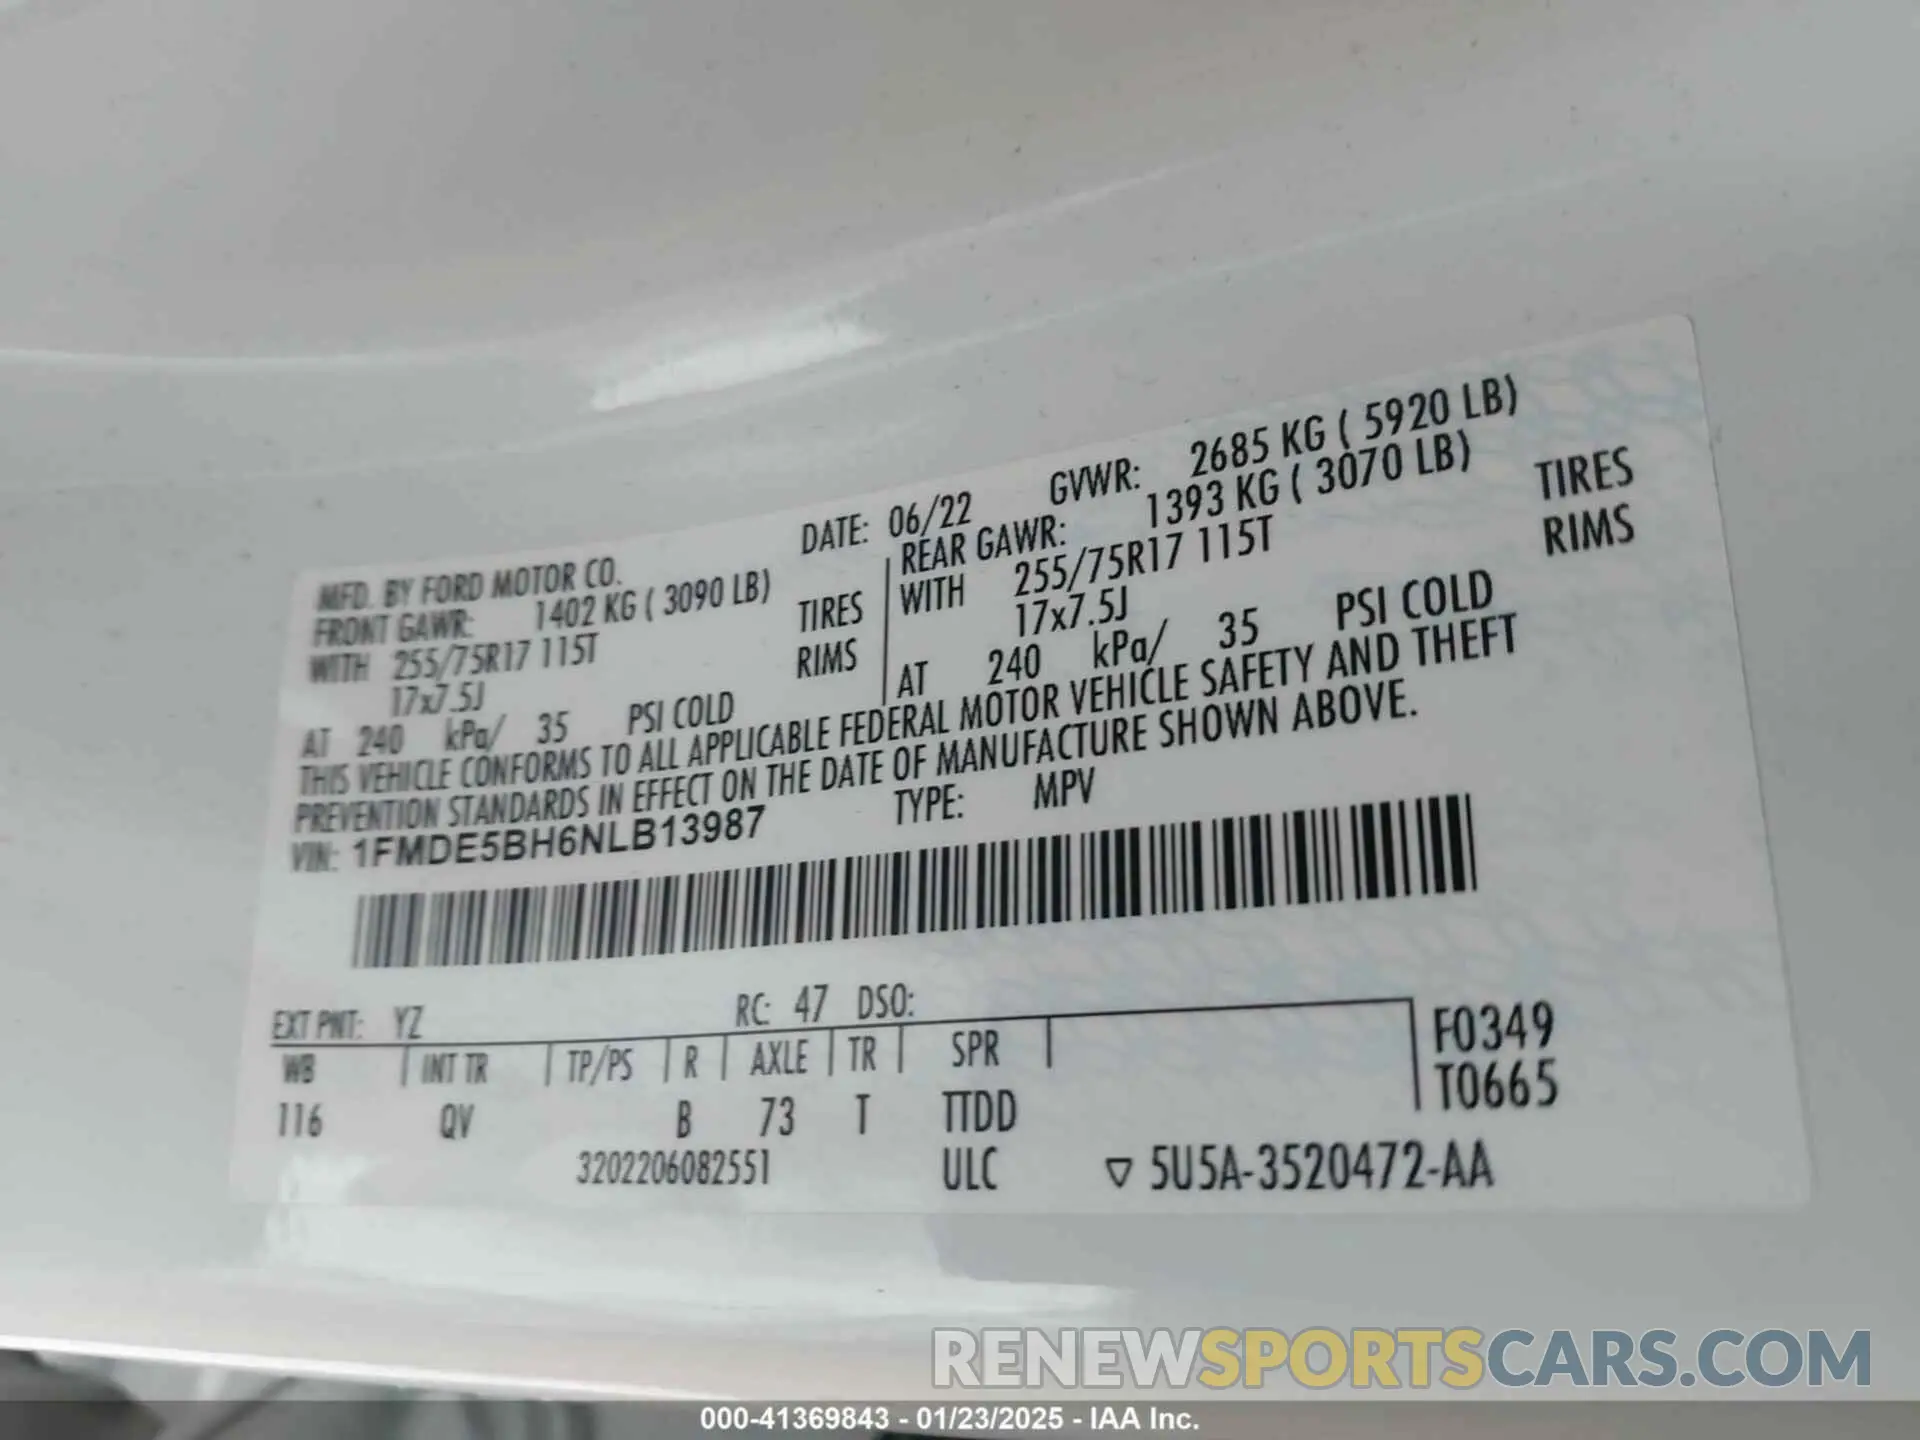 MFD. BY FORD MOTOR CO. DATE: 06/22 GVWR: 2685 KG ( 5920 LB)
FRONT GAWR: 1402 KG ( 3090 LB) REAR GAWR: 1393 KG ( 3070 LB)
WITH 255/75R17 115T TIRES WITH 255/75R17 115T TIRES
17x7.5J RIMS 17x7.5J RIMS
AT 240 kPa/ 35 PSI COLD AT 240 kPa/ 35 PSI COLD
THIS VEHICLE CONFORMS TO ALL APPLICABLE FEDERAL MOTOR VEHICLE SAFETY AND THEFT
PREVENTION STANDARDS IN EFFECT ON THE DATE OF MANUFACTURE SHOWN ABOVE.
VIN: 1FMDE5BH6NLB13987 TYPE: MPV
EXT PNT: YZ RC: 47 DSO:
WB INT TR TP/PS R AXLE TR SPR F0349
116 QV B 73 T TTDD T0665
3202206082551 ULC ▽ 5U5A-3520472-AA
RENEWSPORTSCARS.COM
000-41369843 - 01/23/2025 - IAA Inc.